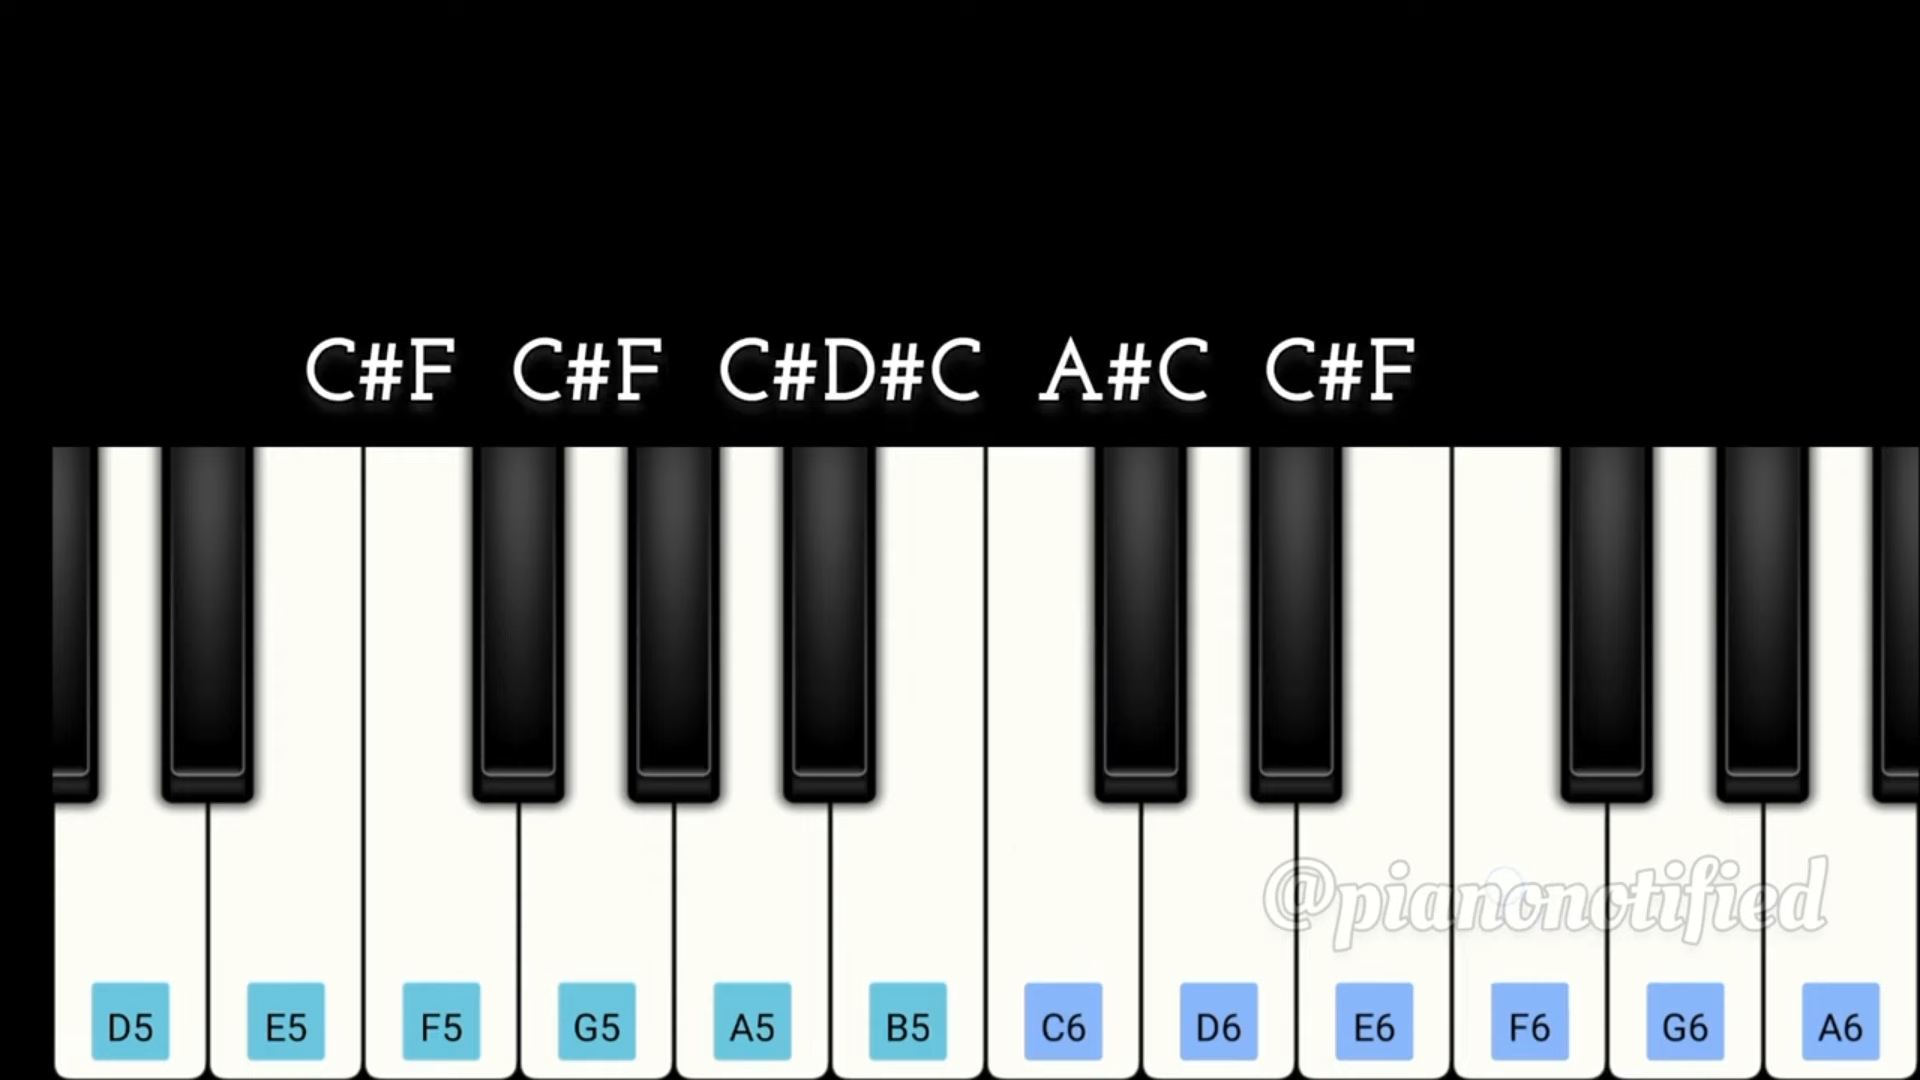 C#F C#F C#D#C A#C C#F
@pianonotified
D5 E5 F5 G5 A5 B5 C6 D6 E6 F6 G6 A6